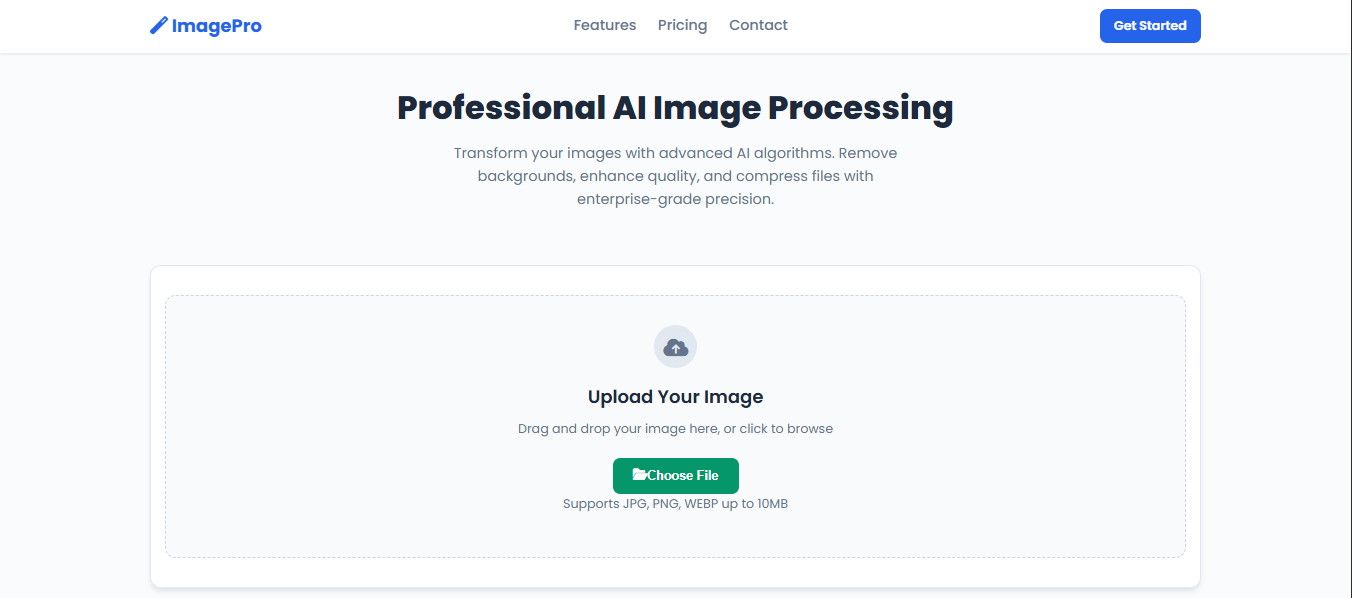 ImagePro
Features
Pricing
Contact
Get Started
Professional AI Image Processing
Transform your images with advanced AI algorithms. Remove
backgrounds, enhance quality, and compress files with
enterprise-grade precision.
Upload Your Image
Drag and drop your image here, or click to browse
Choose File
Supports JPG, PNG, WEBP up to 10MB